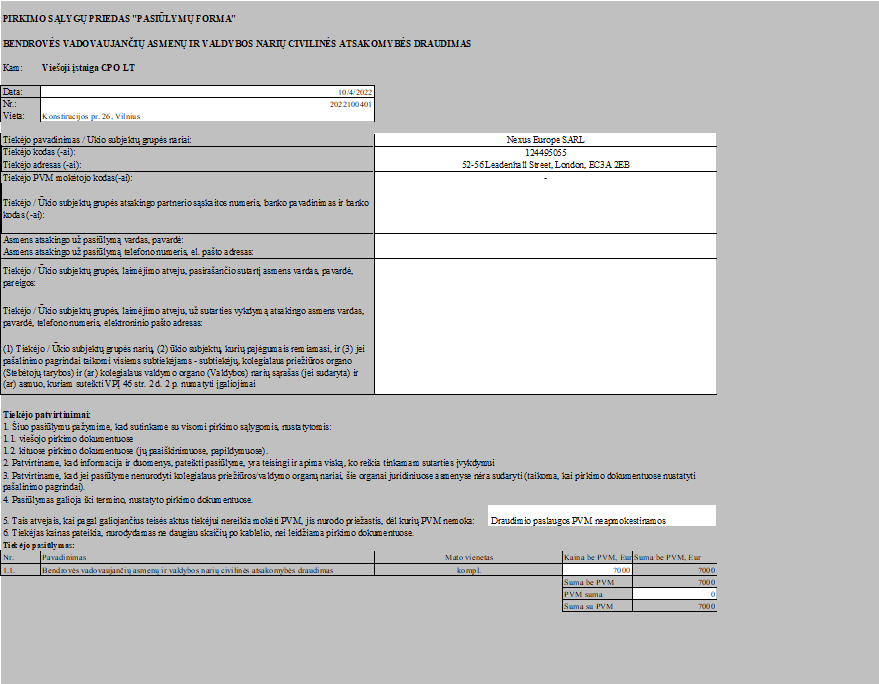 PIRKIMO SĄLYGŲ PRIEDAS "PASIŪLYMŲ FORMA"
BENDROVĖS VADOVAUJANČIŲ ASMENŲ IR VALDYBOS NARIŲ CIVILINĖS ATSAKOMYBĖS DRAUDIMAS
Kam: Viešoji įstaiga CPO LT
Data: 10/4/2022
Nr.: 2022100401
Vieta: Konstitucijos pr. 26, Vilnius
Tiekėjo pavadinimas / Ūkio subjektų grupės nariai: Nexus Europe SARL
Tiekėjo kodas (-ai): 124495055
Tiekėjo adresas (-ai): 52-56 Leadenhall Street, London, EC3A 2EB
Tiekėjo PVM mokėtojo kodas(-ai): -
Tiekėjo / Ūkio subjektų grupės atsakingo partnerio sąskaitos numeris, banko pavadinimas ir banko
kodas (-ai):
Asmens atsakingo už pasiūlymą vardas, pavardė:
Asmens atsakingo už pasiūlymą telefono numeris, el. pašto adresas:
Tiekėjo / Ūkio subjektų grupės, laimėjimo atveju, pasirašančio sutartį asmens vardas, pavardė,
pareigos:
Tiekėjo / Ūkio subjektų grupės, laimėjimo atveju, už sutarties vykdymą atsakingo asmens vardas,
pavardė, telefono numeris, elektroninio pašto adresas:
(1) Tiekėjo / Ūkio subjektų grupės narių, (2) ūkio subjektų, kurių pajėgumais remiamasi, ir (3) jei
pašalinimo pagrindai taikomi visiems subtiekėjams - subtiekėjų, kolegialaus priežiūros organo
(Stebėtojų tarybos) ir (ar) kolegialaus valdymo organo (Valdybos) narių sąrašas (jei sudaryta) ir
(ar) asmuo, kuriam suteikti VPĮ 46 str. 2 d. 2 p. numatyti įgaliojimai
Tiekėjo patvirtinimai:
1. Šiuo pasiūlymu pažymime, kad sutinkame su visomis pirkimo sąlygomis, nustatytomis:
1.1. viešojo pirkimo dokumentuose
1.2. kituose pirkimo dokumentuose (jų paaiškinimuose, papildymuose).
2. Patvirtiname, kad informacija ir duomenys, pateikti pasiūlyme, yra teisingi ir apima viską, ko reikia tinkamam sutarties įvykdymui
3. Patvirtiname, kad jei pasiūlyme nenurodyti kolegialaus priežiūros/valdymo organų nariai, šie organai juridiniuose asmenyse nėra sudaryti (taikoma, kai pirkimo dokumentuose nustatyti
pašalinimo pagrindai).
4. Pasiūlymas galioja iki termino, nustatyto pirkimo dokumentuose.
5. Tais atvejais, kai pagal galiojančius teisės aktus tiekėjui nereikia mokėti PVM, jis nurodo priežastis, dėl kurių PVM nemoka: Draudimio paslaugos PVM neapmokestinamos
6. Tiekėjas kainas pateikia, nurodydamas ne daugiau skaičių po kablelio, nei leidžiama pirkimo dokumentuose.
Tiekėjo pasiūlymas:
Nr. Pavadinimas Mato vienetas Kaina be PVM, Eur Suma be PVM, Eur
1.1. Bendrovės vadovaujančių asmenų ir valdybos narių civilinės atsakomybės draudimas kompl. 7000 7000
Suma be PVM 7000
PVM suma 0
Suma su PVM 7000